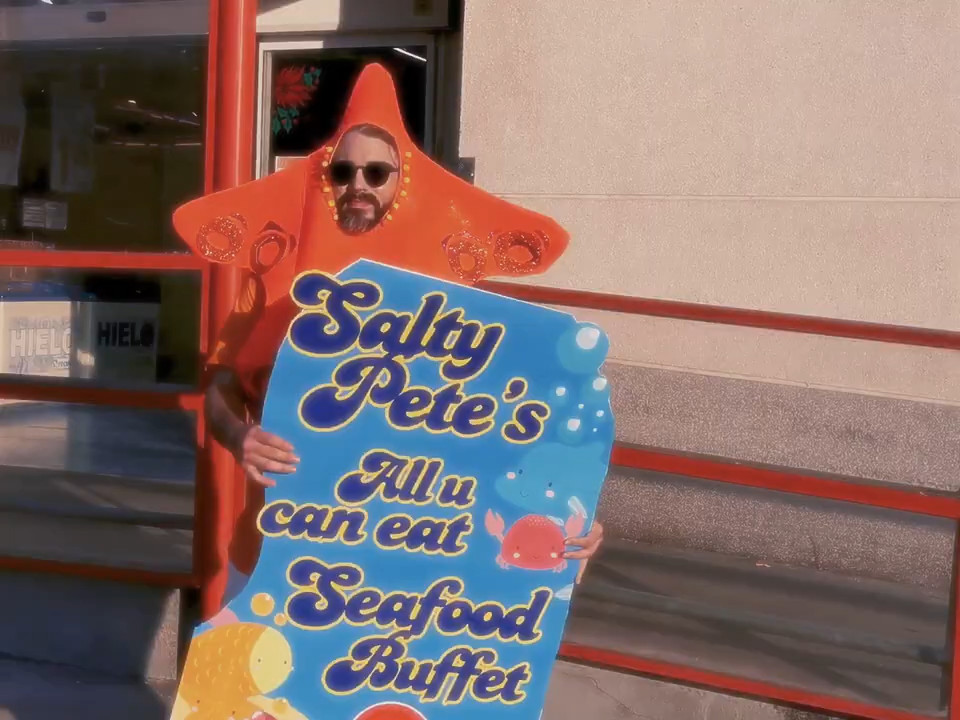 Salty
Pete's
All u
can eat
Seafood
Buffet
HIELO
HIELO